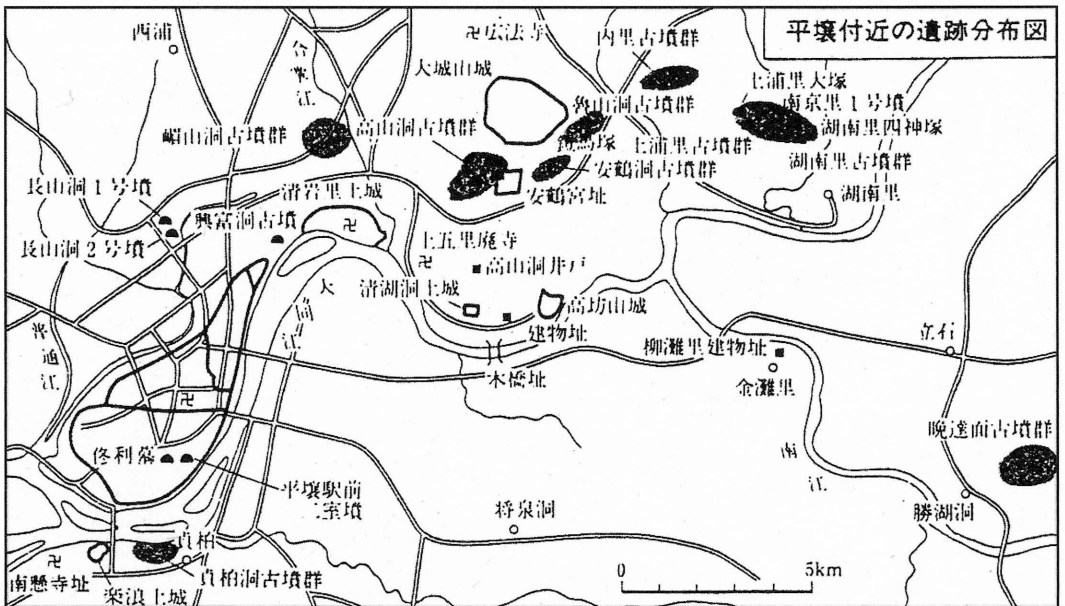 平壌付近の遺跡分布図
西浦
合掌江
卍広法寺
内里古墳群
大城山城
土浦里大塚
南京里1号墳
魯山洞古墳群
湖南里四神塚
嵋山洞古墳群
高山洞古墳群
鎧馬塚
土浦里古墳群
湖南里古墳群
安鶴洞古墳群
長山洞1号墳
清岩里土城
安鶴宮址
湖南里
興富洞古墳
卍
長山洞2号墳
上五里廃寺
卍
高山洞井戸
大同江
清湖洞土城
高坊山城
普通江
建物址
柳灘里建物址
立石
木橋址
金灘里
卍
晩達面古墳群
佟利墓
平壌駅前二室墳
南江
将泉洞
勝湖洞
貞柏
卍
南懸寺址
貞柏洞古墳群
楽浪土城
0
5km